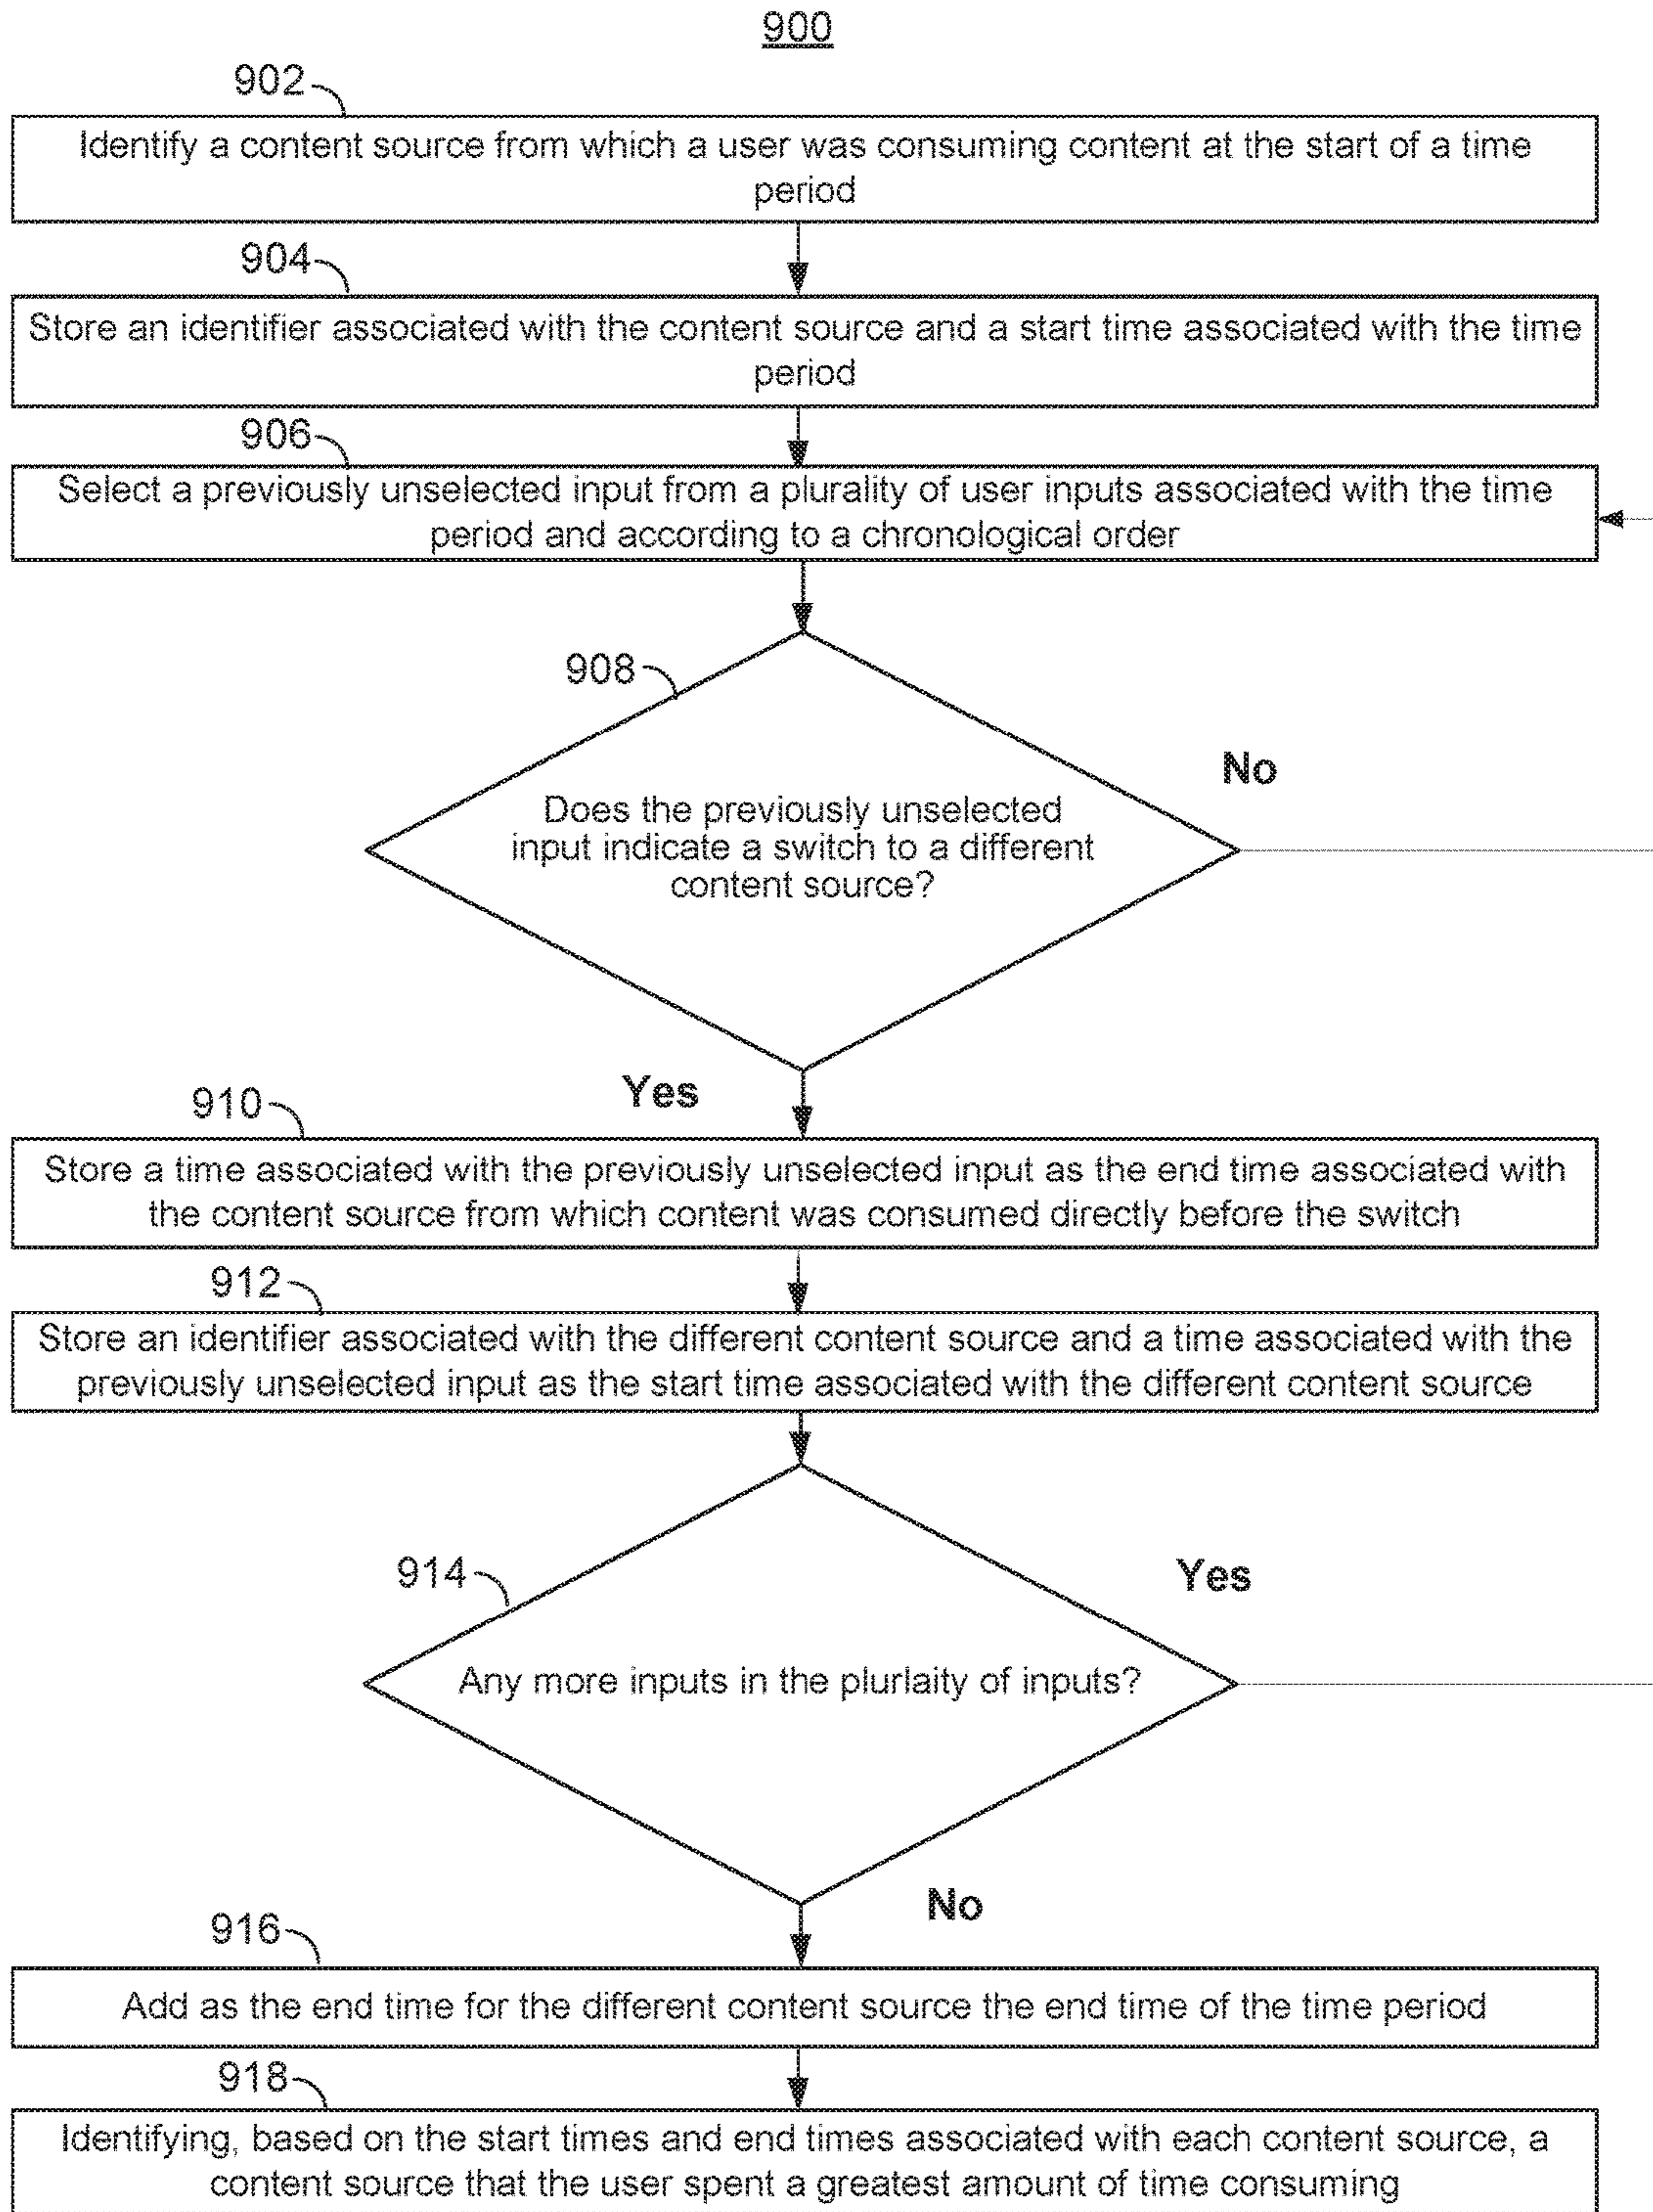 900
902
Identify a content source from which a user was consuming content at the start of a time
period
904
Store an identifier associated with the content source and a start time associated with the time
period
906
Select a previously unselected input from a plurality of user inputs associated with the time
period and according to a chronological order
908
No
Does the previously unselected
input indicate a switch to a different
content source?
Yes
910
Store a time associated with the previously unselected input as the end time associated with
the content source from which content was consumed directly before the switch
912
Store an identifier associated with the different content source and a time associated with the
previously unselected input as the start time associated with the different content source
914
Yes
Any more inputs in the plurlaity of inputs?
No
916
Add as the end time for the different content source the end time of the time period
918
Identifying, based on the start times and end times associated with each content source, a
content source that the user spent a greatest amount of time consuming